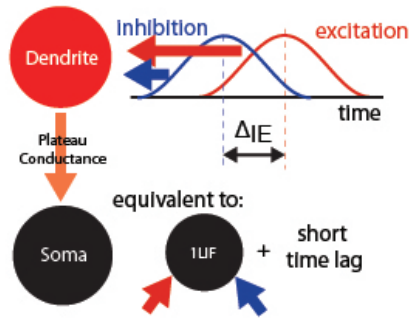 inhibition
excitation
Dendrite
time
ΔIE
Plateau
Conductance
equivalent to:
Soma
1LIF
+
short
time lag